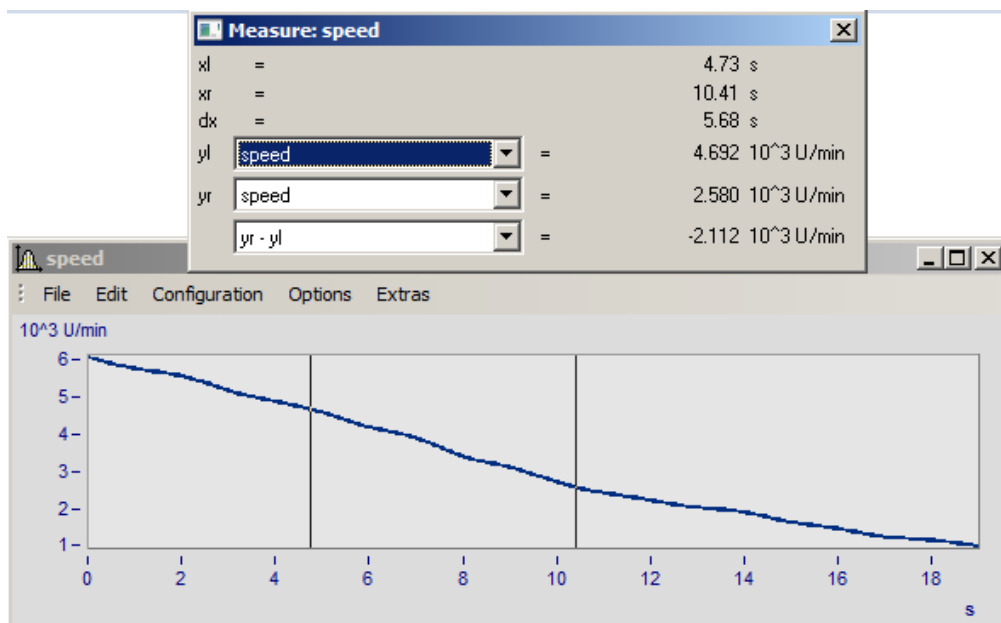 Measure: speed
xl = 4.73 s
xr = 10.41 s
dx = 5.68 s
yl speed = 4.692 10^3 U/min
yr speed = 2.580 10^3 U/min
yr - yl = -2.112 10^3 U/min
speed
File Edit Configuration Options Extras
10^3 U/min
6
5
4
3
2
1
0 2 4 6 8 10 12 14 16 18
s